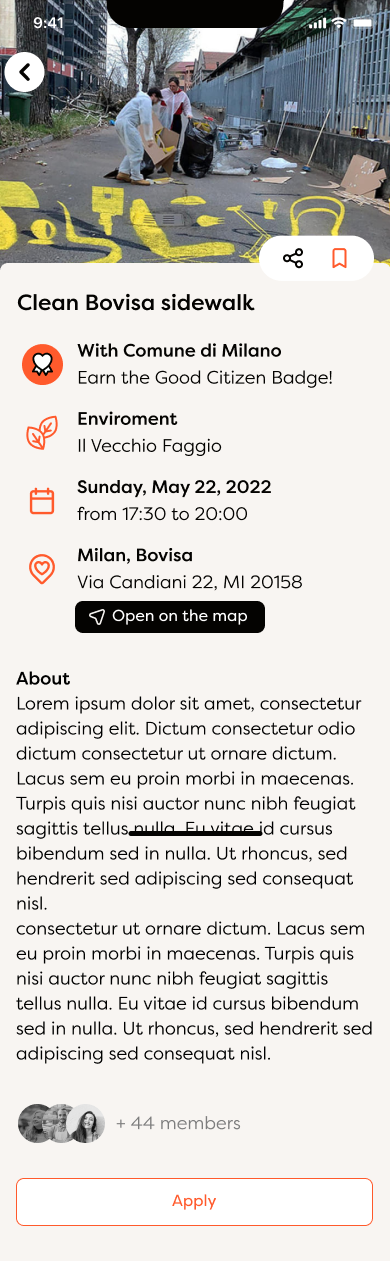 9:41
Clean Bovisa sidewalk
With Comune di Milano
Earn the Good Citizen Badge!
Enviroment
Il Vecchio Faggio
Sunday, May 22, 2022
from 17:30 to 20:00
Milan, Bovisa
Via Candiani 22, MI 20158
Open on the map
About
Lorem ipsum dolor sit amet, consectetur
adipiscing elit. Dictum consectetur odio
dictum consectetur ut ornare dictum.
Lacus sem eu proin morbi in maecenas.
Turpis quis nisi auctor nunc nibh feugiat
sagittis tellus nulla. Eu vitae id cursus
bibendum sed in nulla. Ut rhoncus, sed
hendrerit sed adipiscing sed consequat
nisl.
consectetur ut ornare dictum. Lacus sem
eu proin morbi in maecenas. Turpis quis
nisi auctor nunc nibh feugiat sagittis
tellus nulla. Eu vitae id cursus bibendum
sed in nulla. Ut rhoncus, sed hendrerit sed
adipiscing sed consequat nisl.
+ 44 members
Apply